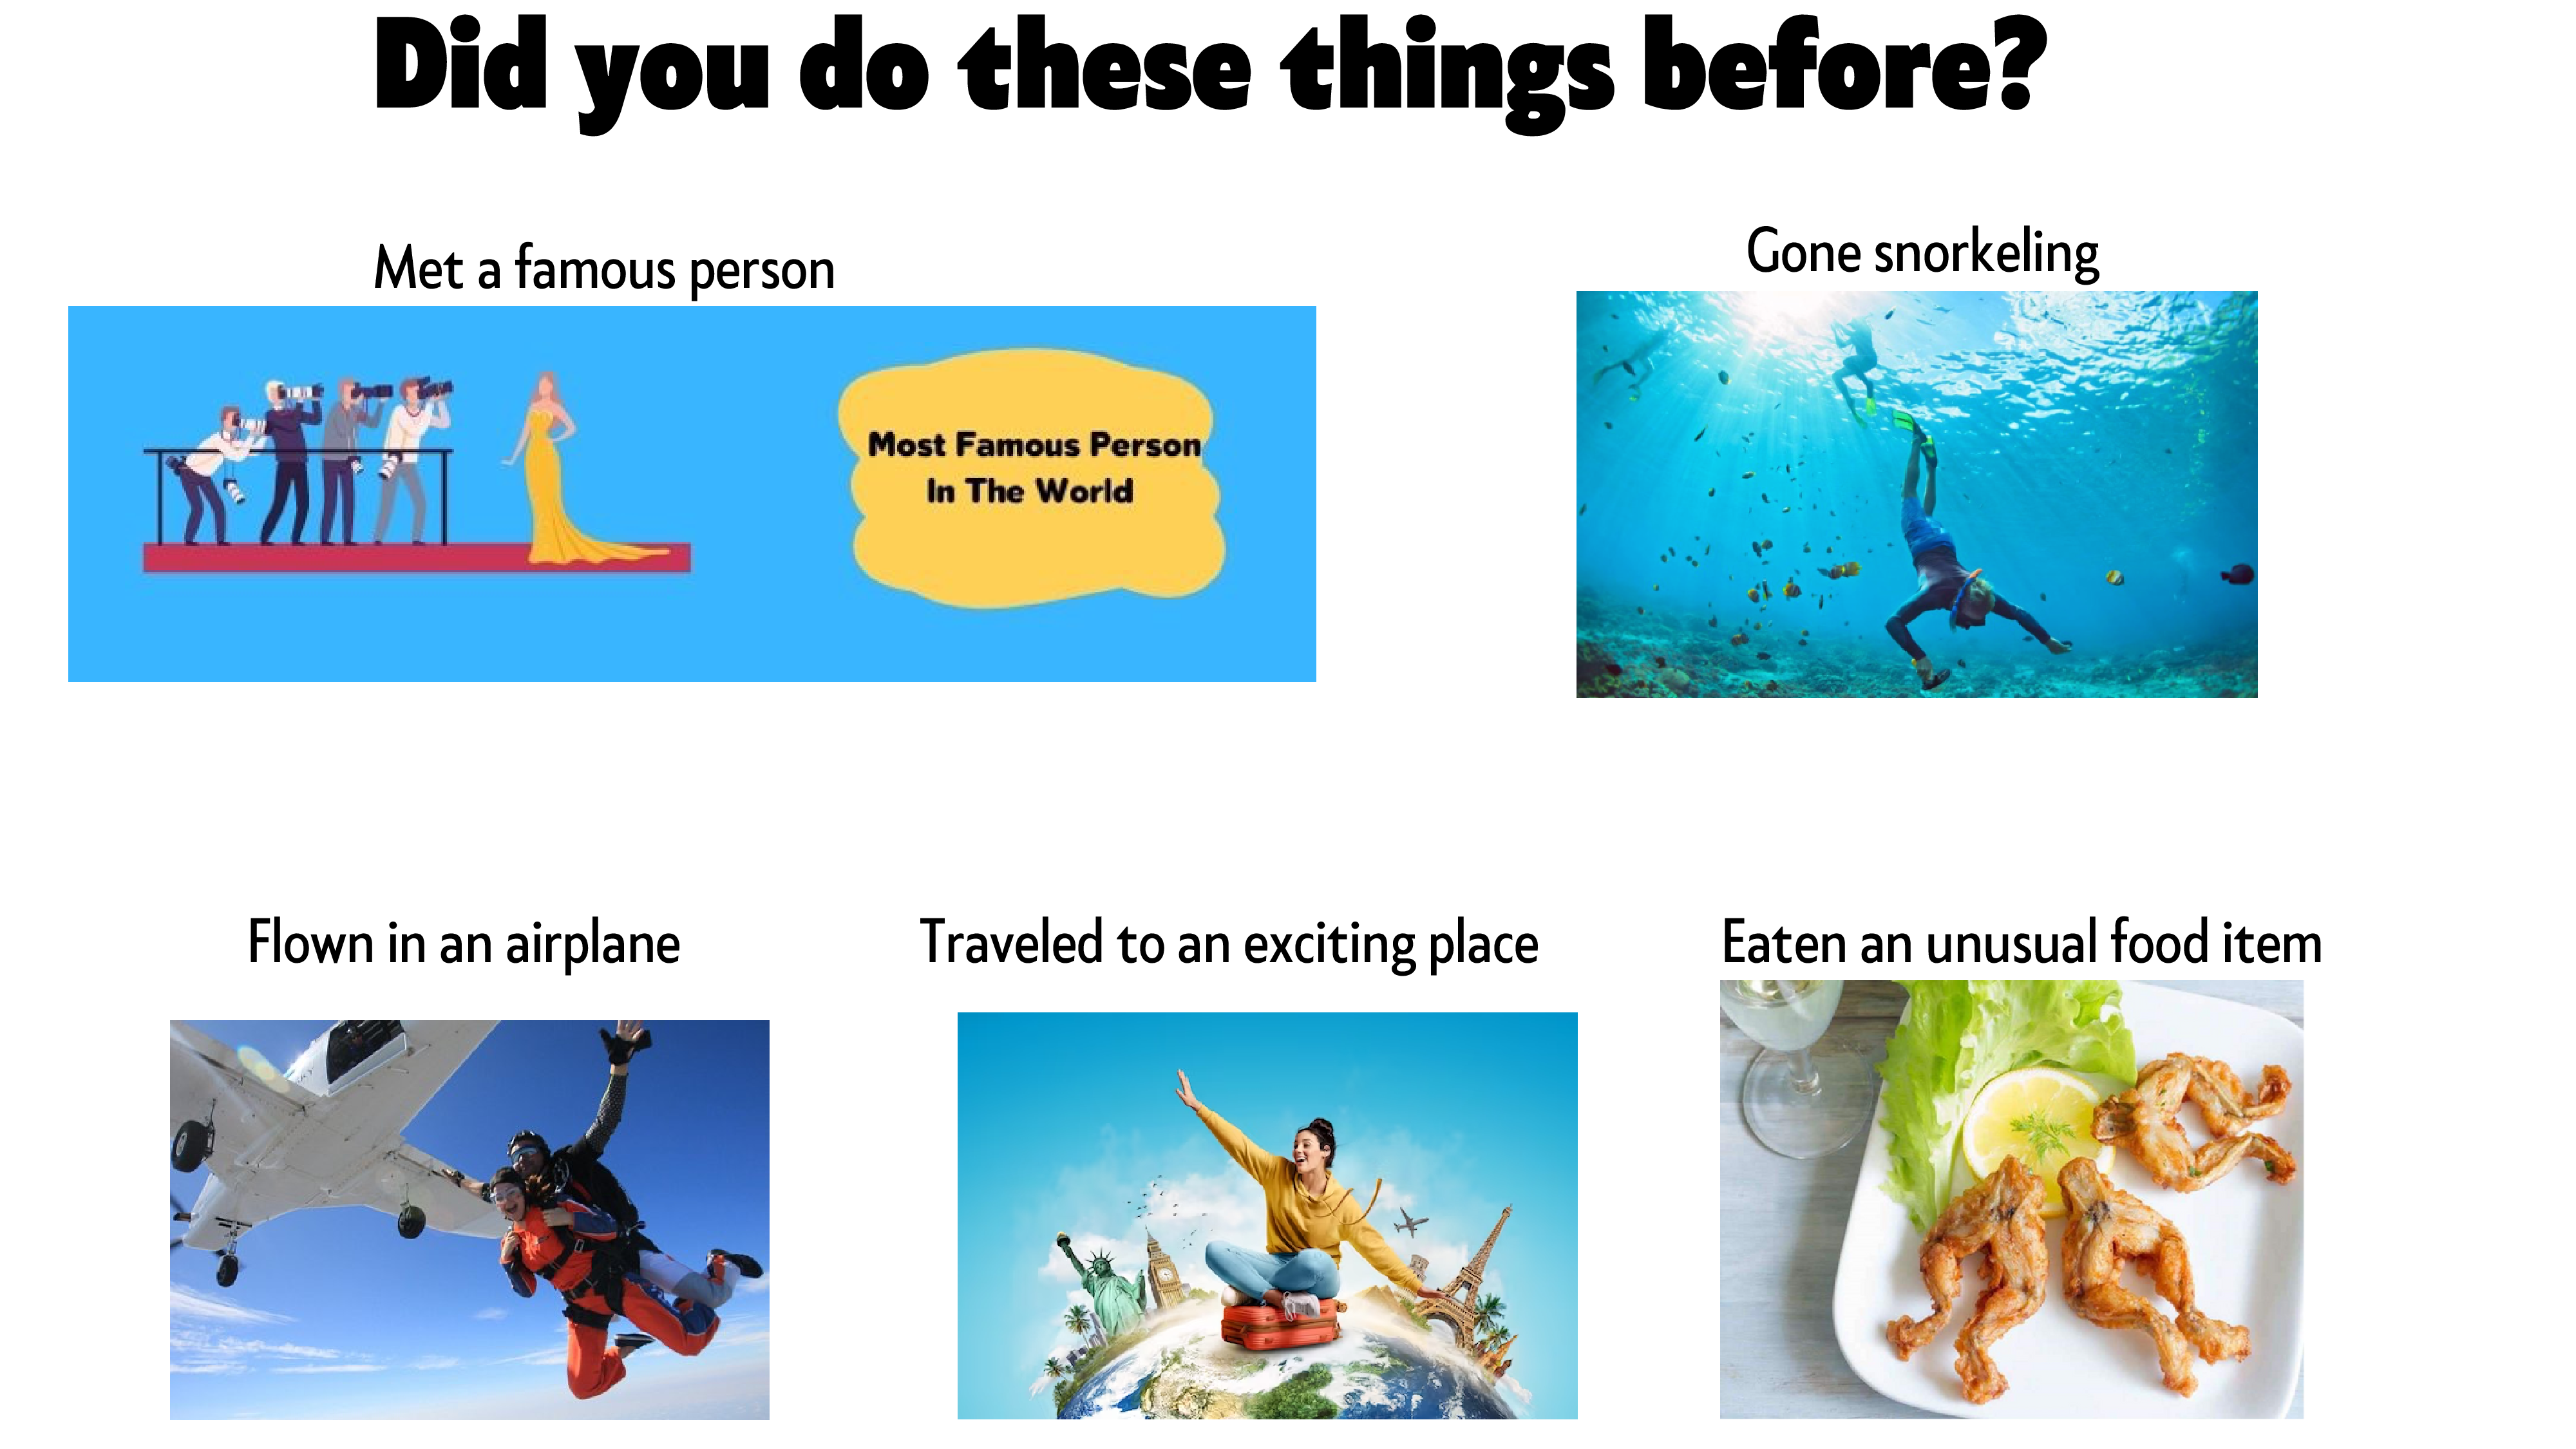 Did you do these things before?
Met a famous person
Gone snorkeling
Most Famous Person
In The World
Flown in an airplane
Traveled to an exciting place
Eaten an unusual food item